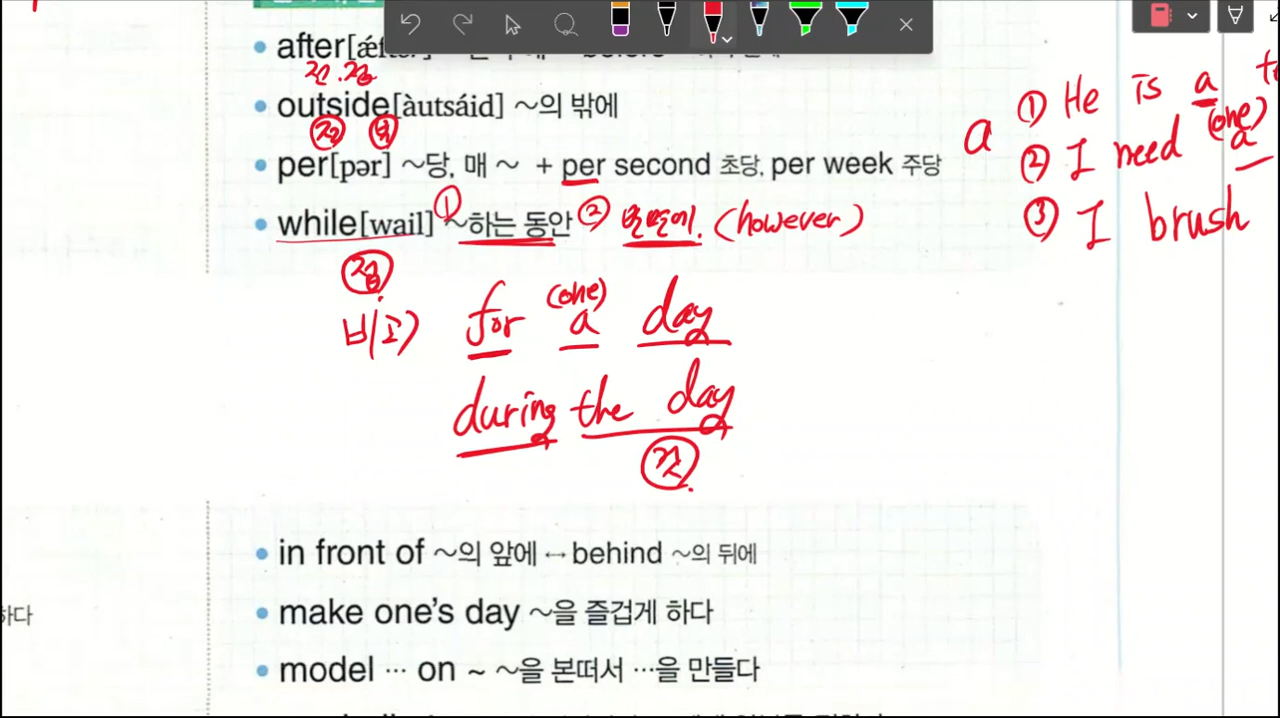 after
전.접
outside[àutsáid] ~의 밖에
전 부
per[pər] ~당, 매 ~ + per second 초당, per week 주당
while[wail] ① ~하는 동안 ② 반면에. (however)
접.
비교) for a (one) day
during the day
것.
a ① He is a
② I need a (one)
③ I brush
in front of ~의 앞에 ↔ behind ~의 뒤에
하다
make one's day ~을 즐겁게 하다
model … on ~ ~을 본떠서 …을 만들다